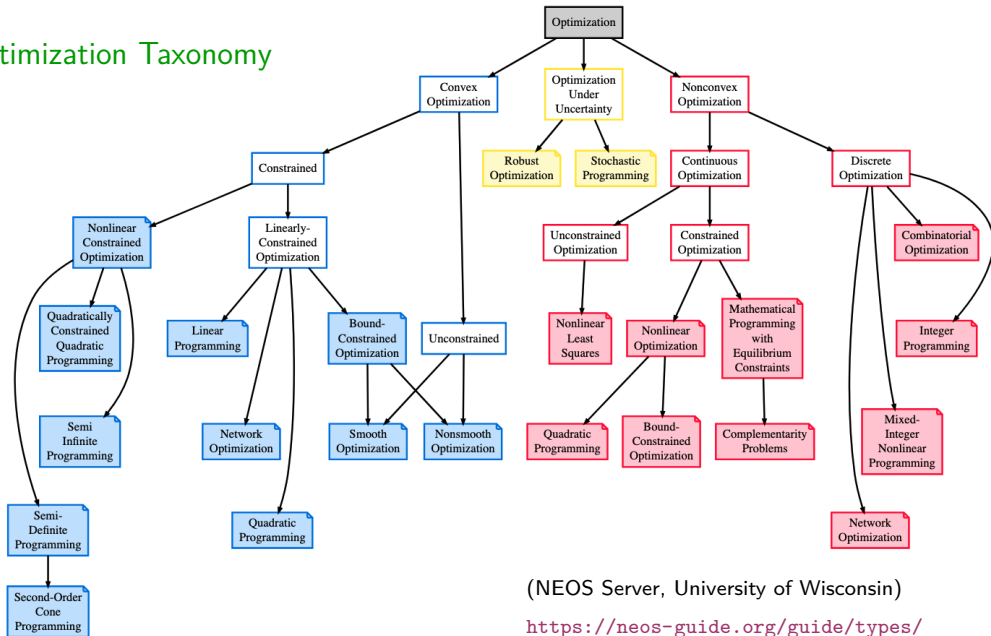 timization Taxonomy
Optimization
Convex
Optimization
Optimization
Under
Uncertainty
Nonconvex
Optimization
Constrained
Robust
Optimization
Stochastic
Programming
Continuous
Optimization
Discrete
Optimization
Nonlinear
Constrained
Optimization
Linearly-
Constrained
Optimization
Unconstrained
Optimization
Constrained
Optimization
Combinatorial
Optimization
Quadratically
Constrained
Quadratic
Programming
Linear
Programming
Bound-
Constrained
Optimization
Unconstrained
Nonlinear
Least
Squares
Nonlinear
Optimization
Mathematical
Programming
with
Equilibrium
Constraints
Integer
Programming
Semi
Infinite
Programming
Network
Optimization
Smooth
Optimization
Nonsmooth
Optimization
Quadratic
Programming
Bound-
Constrained
Optimization
Complementarity
Problems
Mixed-
Integer
Nonlinear
Programming
Semi-
Definite
Programming
Quadratic
Programming
Network
Optimization
Second-Order
Cone
Programming
(NEOS Server, University of Wisconsin)
https://neos-guide.org/guide/types/